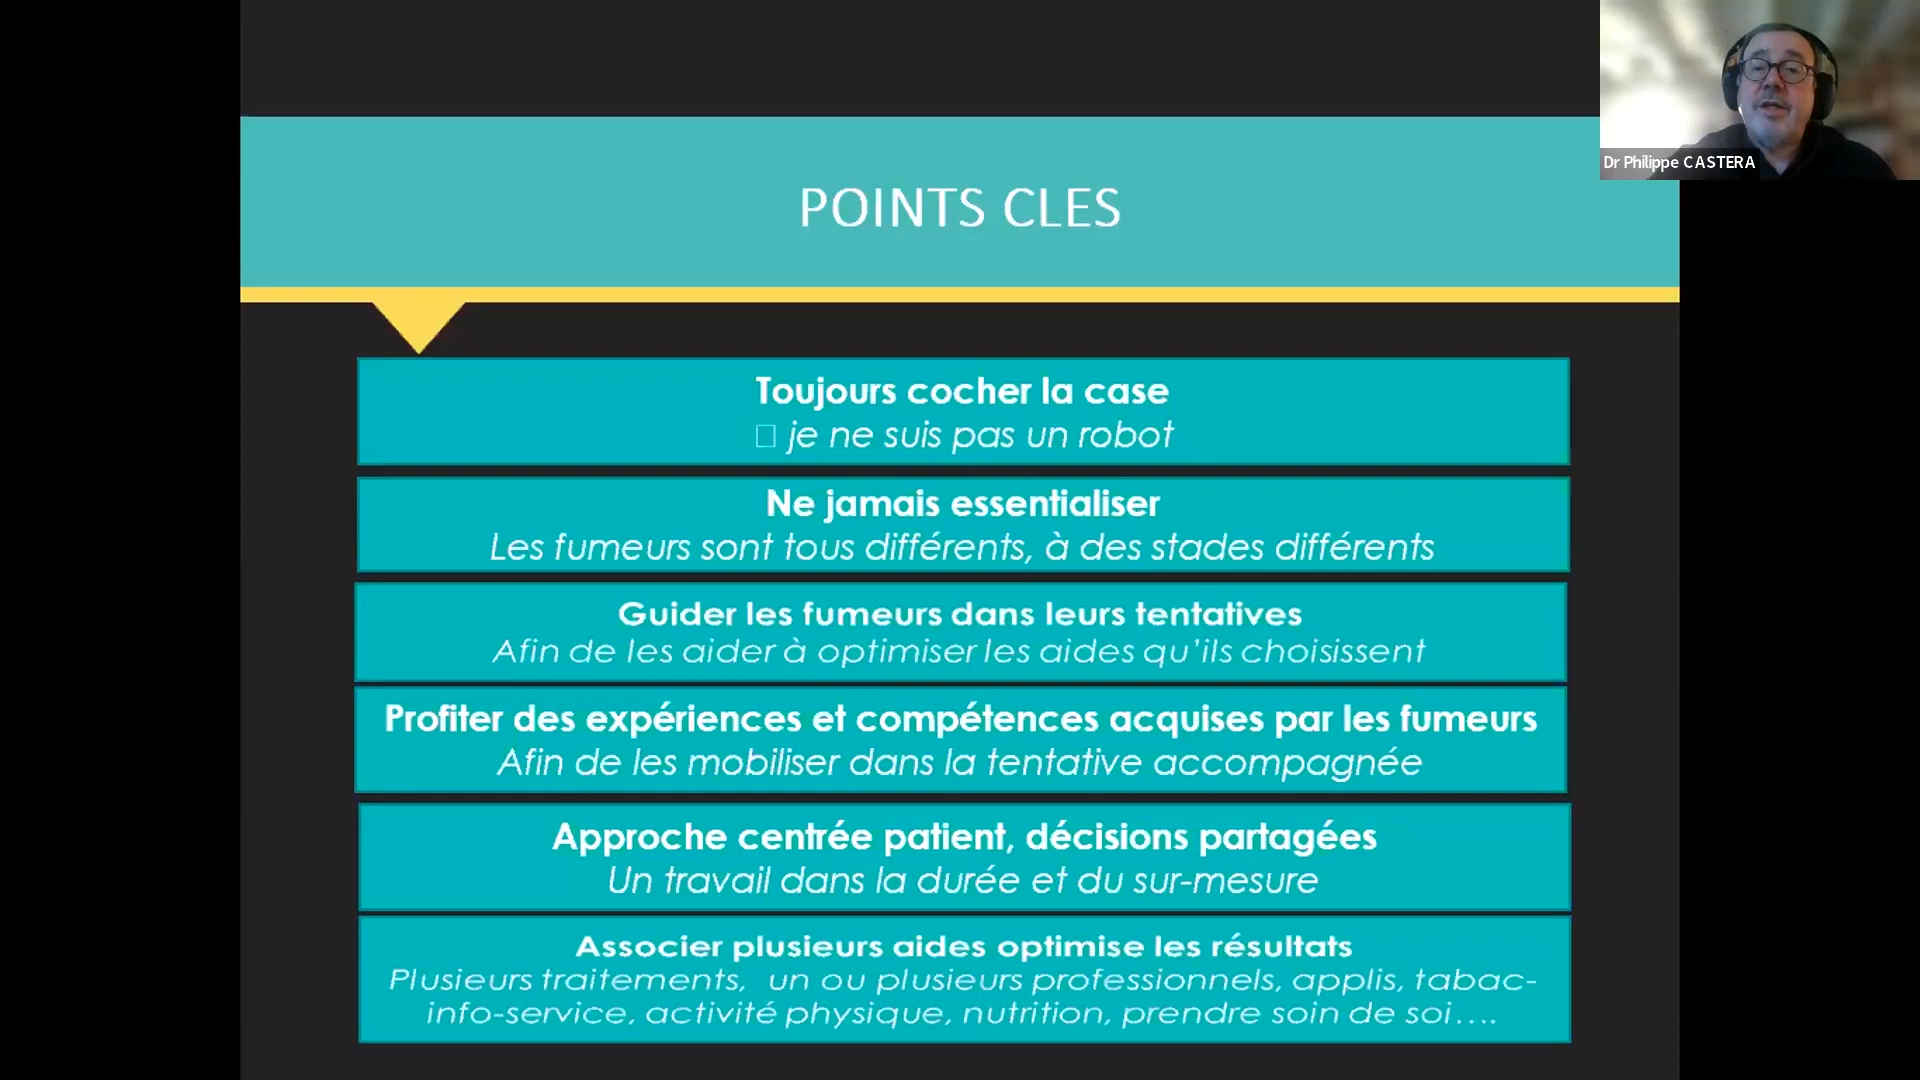 Dr Philippe CASTERA
POINTS CLES
Toujours cocher la case
□ je ne suis pas un robot
Ne jamais essentialiser
Les fumeurs sont tous différents, à des stades différents
Guider les fumeurs dans leurs tentatives
Afin de les aider à optimiser les aides qu'ils choisissent
Profiter des expériences et compétences acquises par les fumeurs
Afin de les mobiliser dans la tentative accompagnée
Approche centrée patient, décisions partagées
Un travail dans la durée et du sur-mesure
Associer plusieurs aides optimise les résultats
Plusieurs traitements,  un ou plusieurs professionnels, applis, tabac-
info-service, activité physique, nutrition, prendre soin de soi….